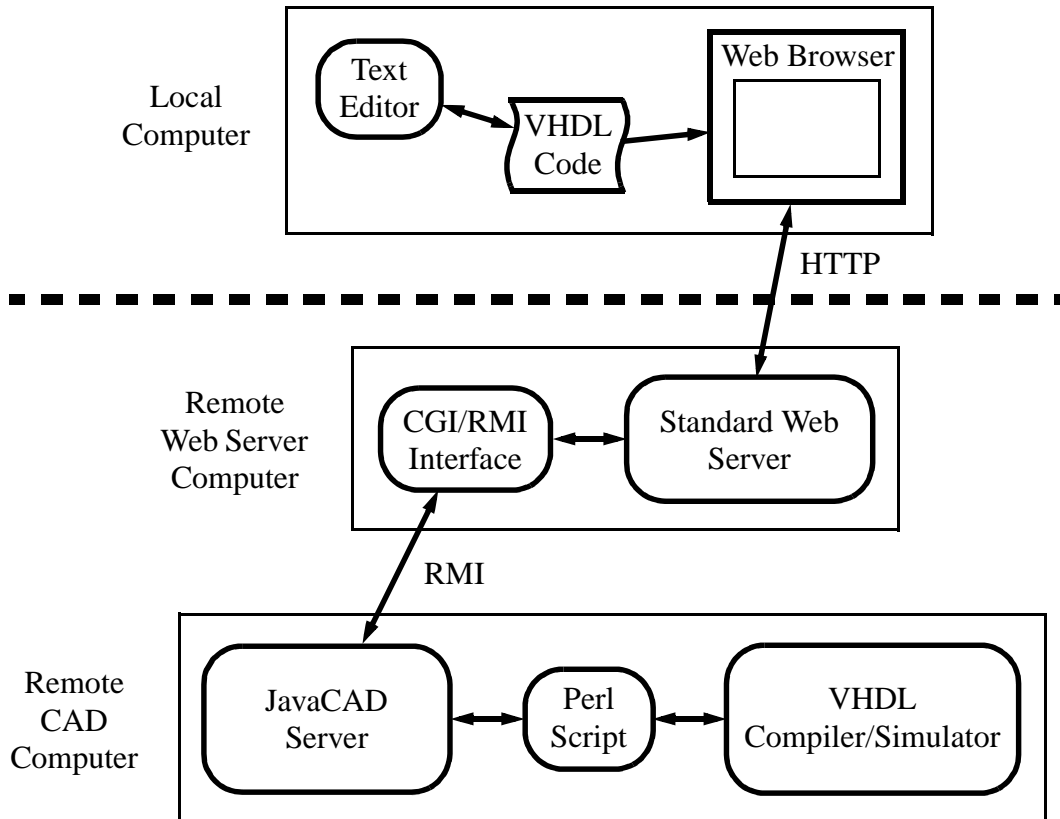 Local
Computer
Text
Editor
VHDL
Code
Web Browser
HTTP
Remote
Web Server
Computer
CGI/RMI
Interface
Standard Web
Server
RMI
Remote
CAD
Computer
JavaCAD
Server
Perl
Script
VHDL
Compiler/Simulator